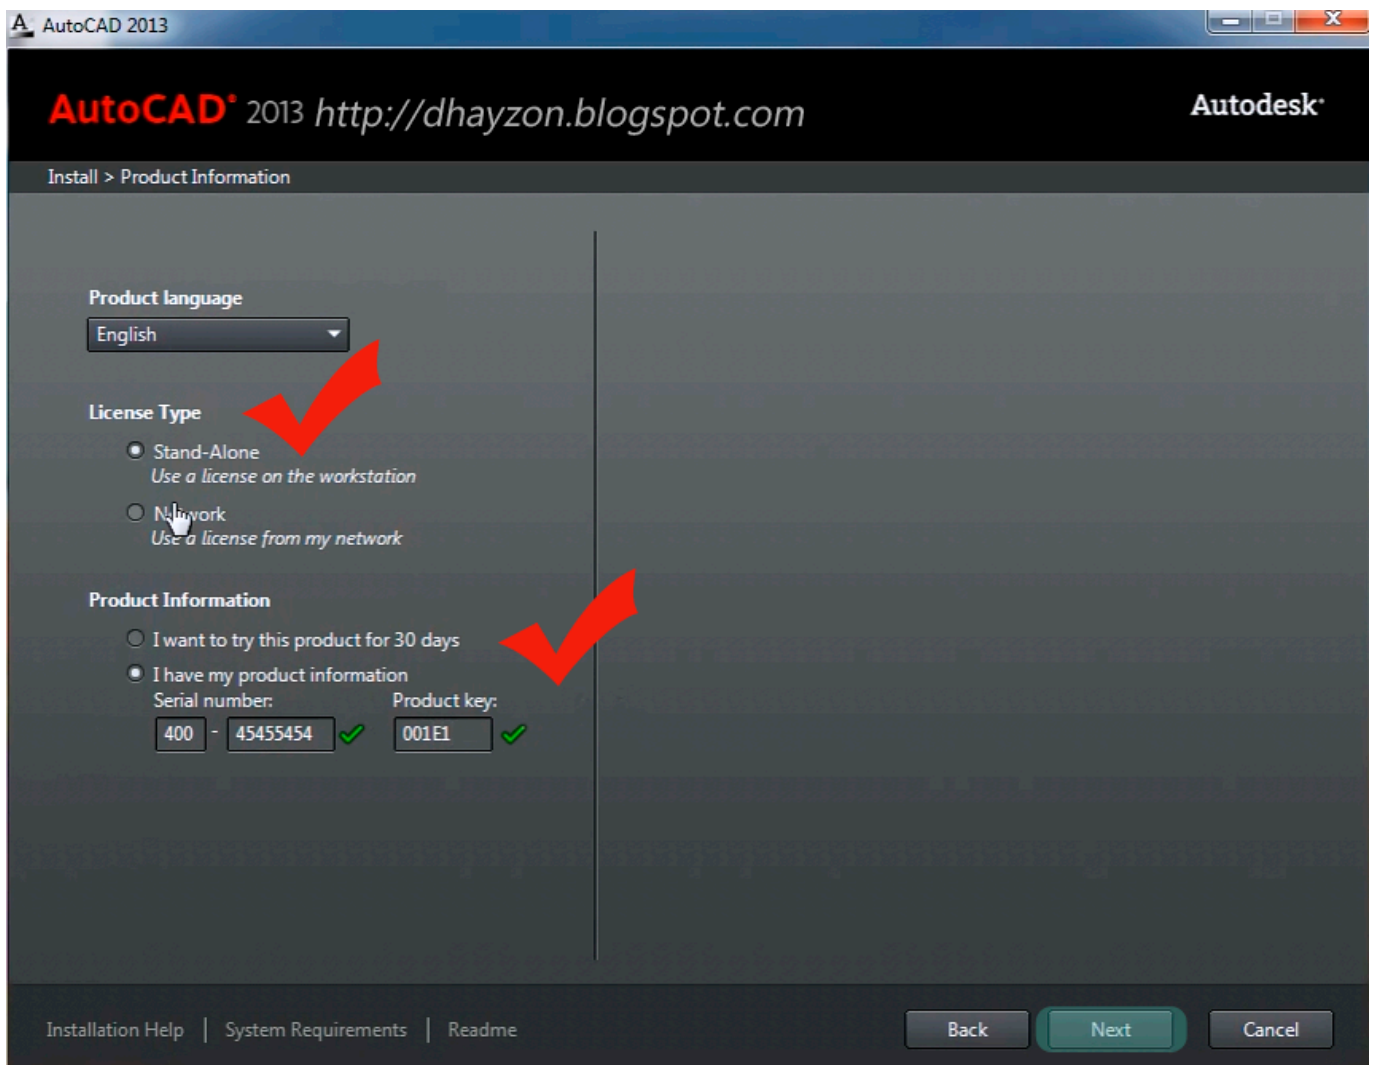 AutoCAD 2013
AutoCAD® 2013 http://dhayzon.blogspot.com
Autodesk®
Install > Product Information
Product language
English
License Type
Stand-Alone
Use a license on the workstation
Network
Use a license from my network
Product Information
I want to try this product for 30 days
I have my product information
Serial number: Product key:
400 - 45455454 001E1
Installation Help | System Requirements | Readme
Back Next Cancel